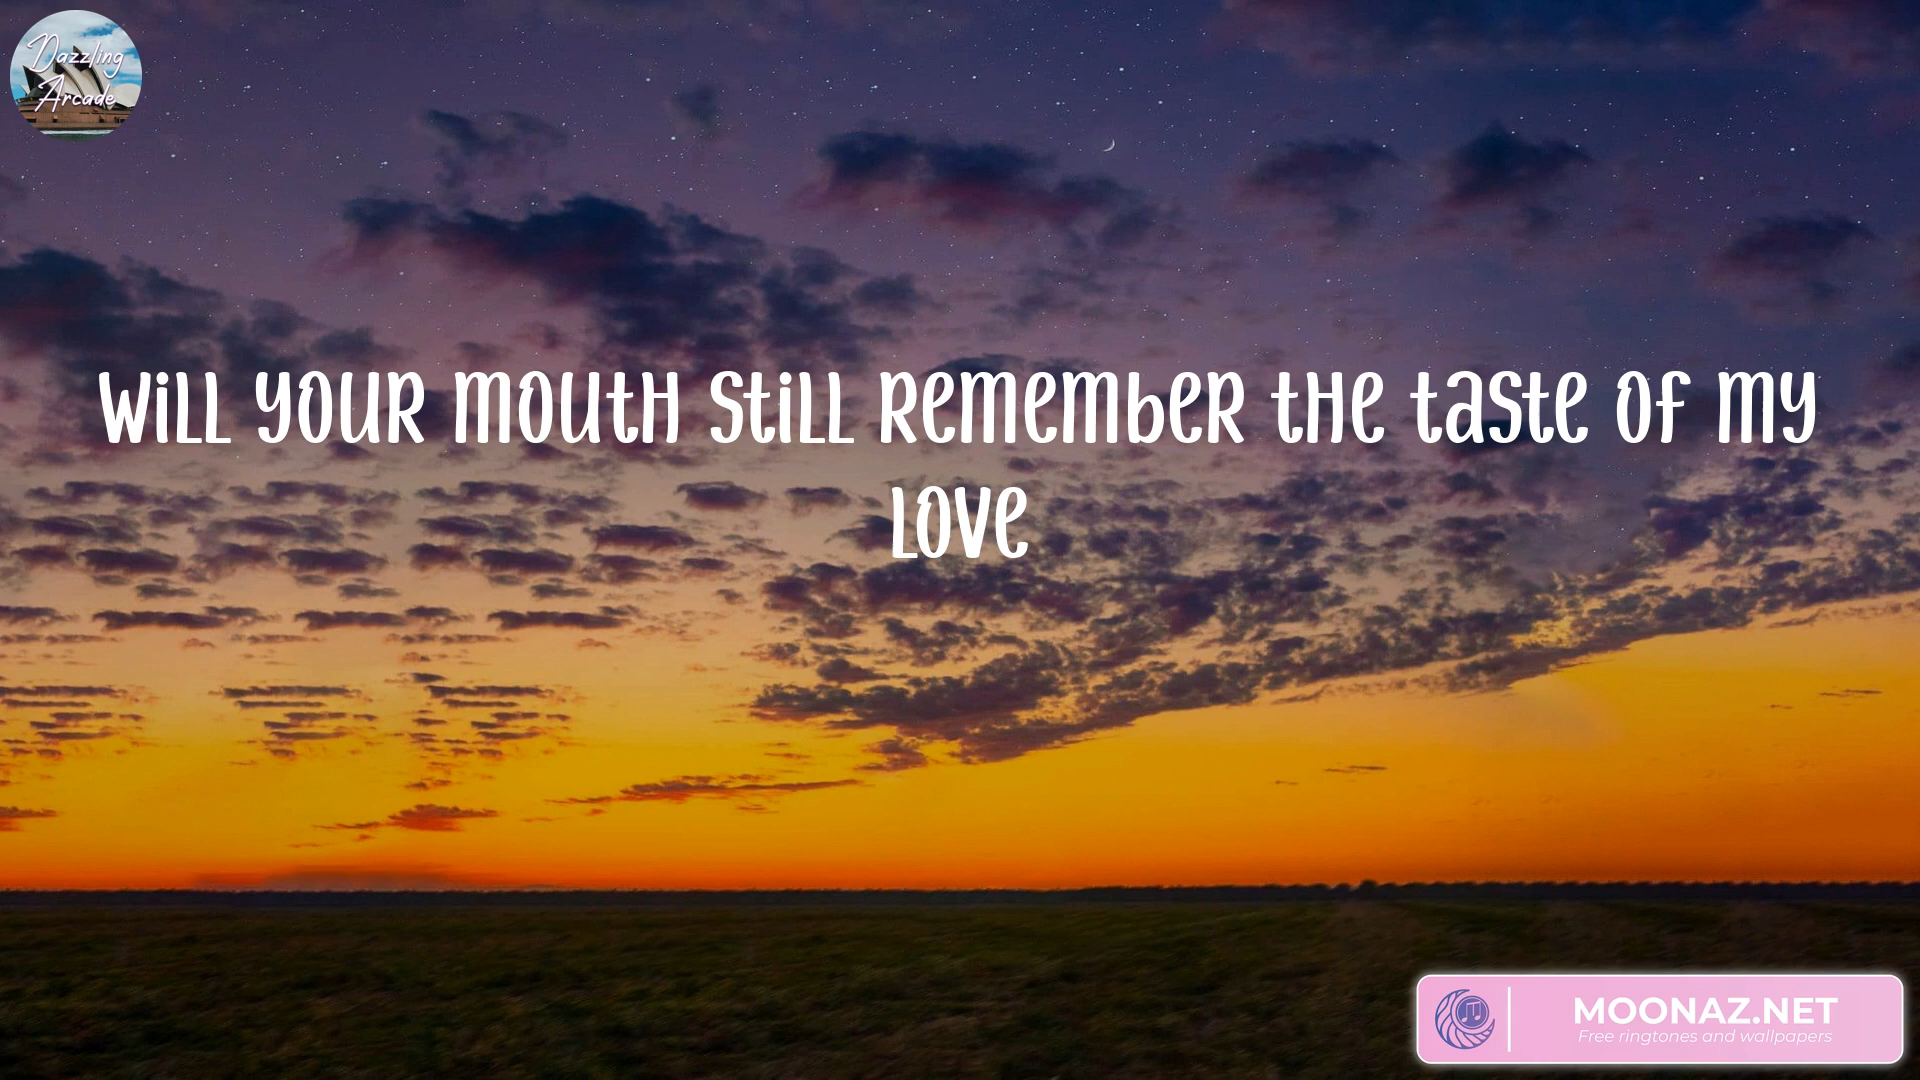 Dazzling
Arcade
Will your mouth still remember the taste of my
love
MOONAZ.NET
Free ringtones and wallpapers